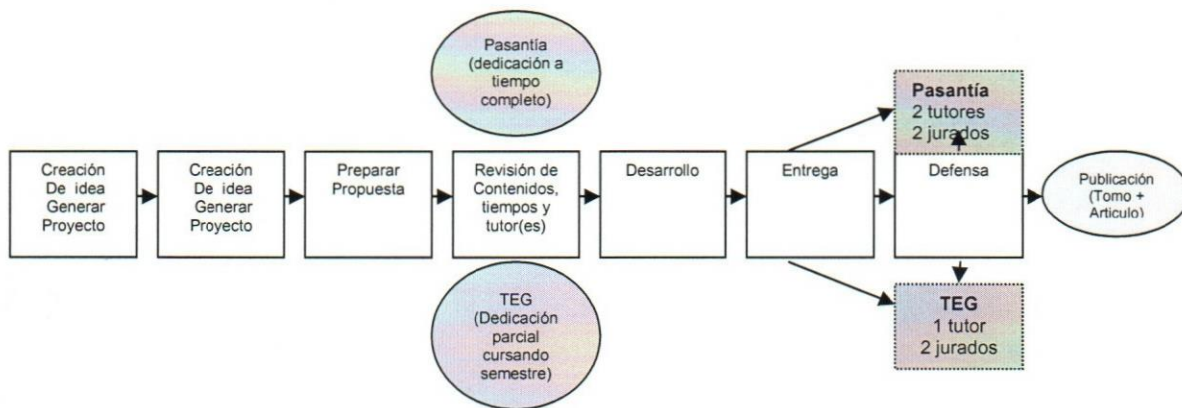 Pasantía
(dedicación a
tiempo
completo)
Pasantía
2 tutores
2 jurados
Creación
De idea
Generar
Proyecto
Creación
De idea
Generar
Proyecto
Preparar
Propuesta
Revisión de
Contenidos,
tiempos y
tutor(es)
Desarrollo
Entrega
Defensa
Publicación
(Tomo +
Articulo)
TEG
(Dedicación
parcial
cursando
semestre)
TEG
1 tutor
2 jurados